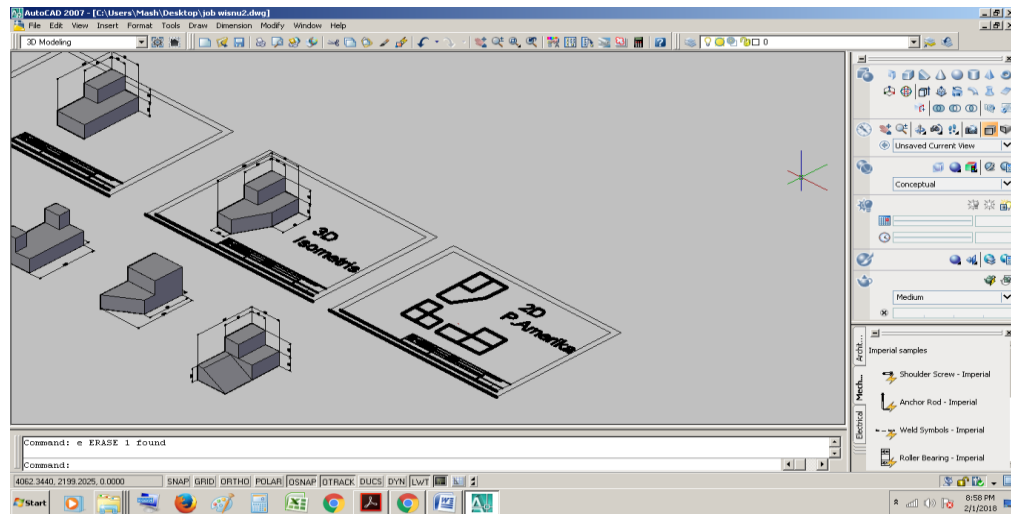 AutoCAD 2007 - [C:\Users\Mash\Desktop\job wisnu2.dwg]
File Edit View Insert Format Tools Draw Dimension Modify Window Help
3D Modeling
0
Unsaved Current View
Conceptual
3D
Isometris
2D
P.Amerika
Medium
Archit...
Mech...
Electrical
Imperial samples
Shoulder Screw - Imperial
Anchor Rod - Imperial
Weld Symbols - Imperial
Roller Bearing - Imperial
Command: e ERASE 1 found
Command:
4062.3440, 2199.2025, 0.0000 SNAP GRID ORTHO POLAR OSNAP OTRACK DUCS DYN LWT
Start
8:58 PM
2/1/2018